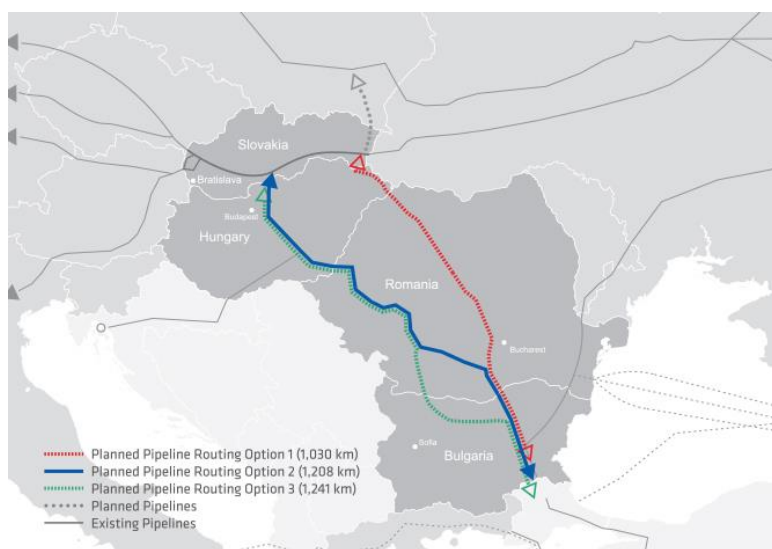 Slovakia
Bratislava
Budapest
Hungary
Romania
Bucharest
Sofia
Bulgaria
Planned Pipeline Routing Option 1 (1,030 km)
Planned Pipeline Routing Option 2 (1,208 km)
Planned Pipeline Routing Option 3 (1,241 km)
Planned Pipelines
Existing Pipelines